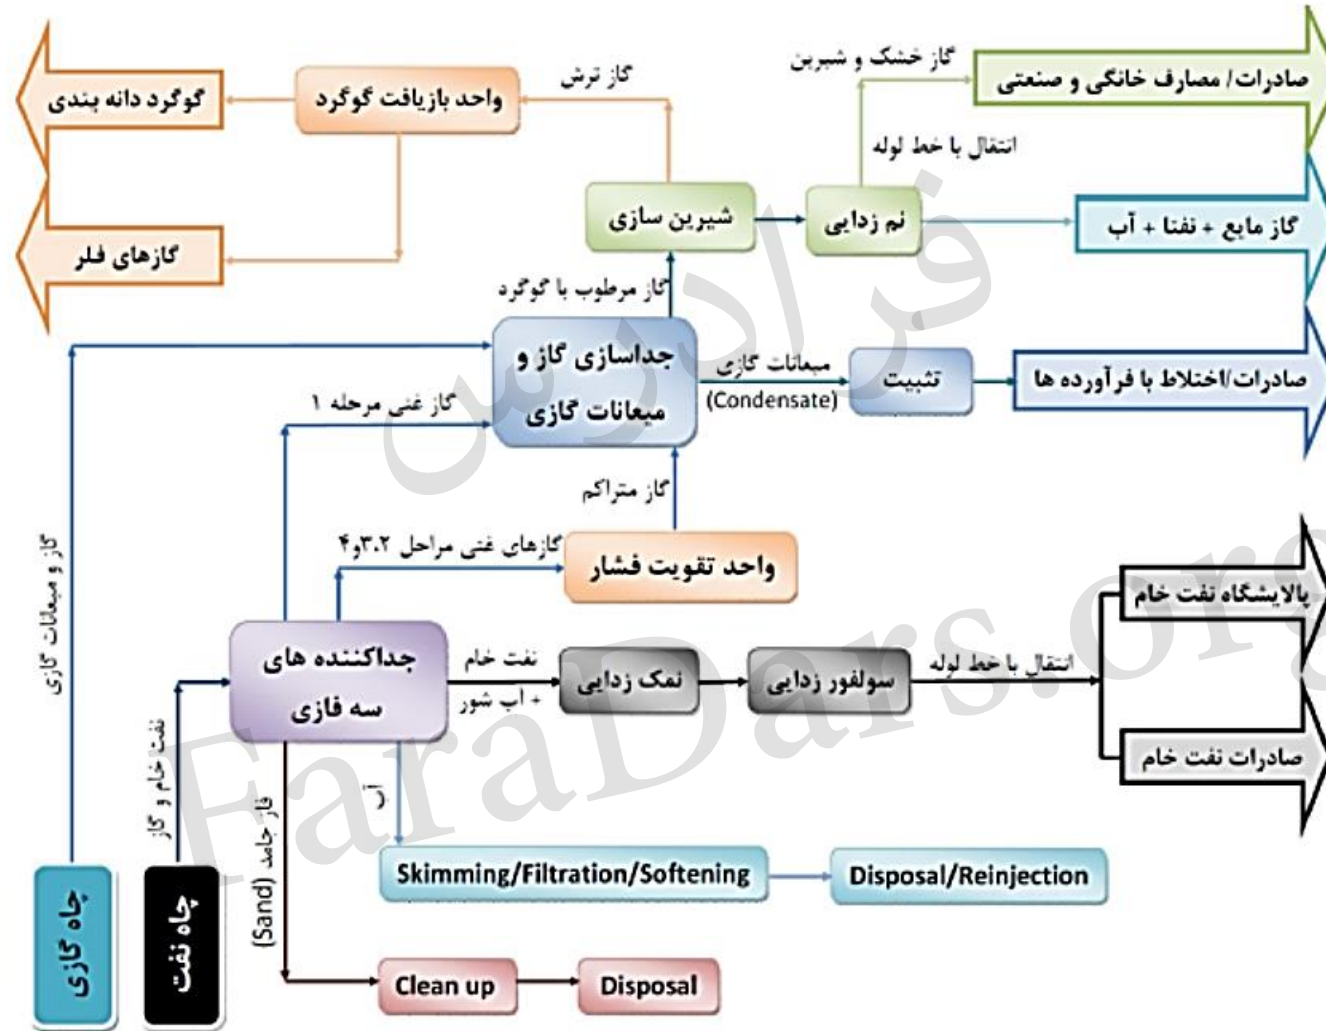 گاز خشک و شیرین
صادرات/ مصارف خانگی و صنعتی
گاز ترش
واحد بازیافت گوگرد
گوگرد دانه بندی
انتقال با خط لوله
شیرین سازی
نم زدایی
گاز مایع + نفتا + آب
گازهای فلر
گاز مرطوب با گوگرد
جداسازی گاز و
میعانات گازی
میعانات گازی
(Condensate)
تثبیت
صادرات/اختلاط با فرآورده ها
گاز غنی مرحله ۱
گاز متراکم
گازهای غنی مراحل ۳،۲و۴
واحد تقویت فشار
پالایشگاه نفت خام
گاز و میعانات گازی
جداکننده های
سه فازی
نفت خام
+ آب شور
نمک زدایی
سولفور زدایی
انتقال با خط لوله
صادرات نفت خام
نفت خام و گاز
فاز جامد (Sand)
آب
Skimming/Filtration/Softening
Disposal/Reinjection
چاه گازی
چاه نفت
Clean up
Disposal
فرادرس
FaraDars.org